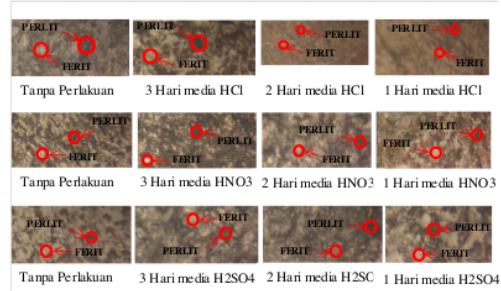 PERLIT
FERIT
PERLIT
FERIT
PERLIT
FERIT
PERLIT
FERIT
Tanpa Perlakuan
3 Hari media HCl
2 Hari media HCl
1 Hari media HCl
PERLIT
FERIT
PERLIT
FERIT
PERLIT
FERIT
PERLIT
FERIT
Tanpa Perlakuan
3 Hari media HNO3
2 Hari media HNO3
1 Hari media HNO3
PERLIT
FERIT
FERIT
PERLIT
PERLIT
FERIT
PERLIT
FERIT
Tanpa Perlakuan
3 Hari media H2SO4
2 Hari media H2SC
1 Hari media H2SO4